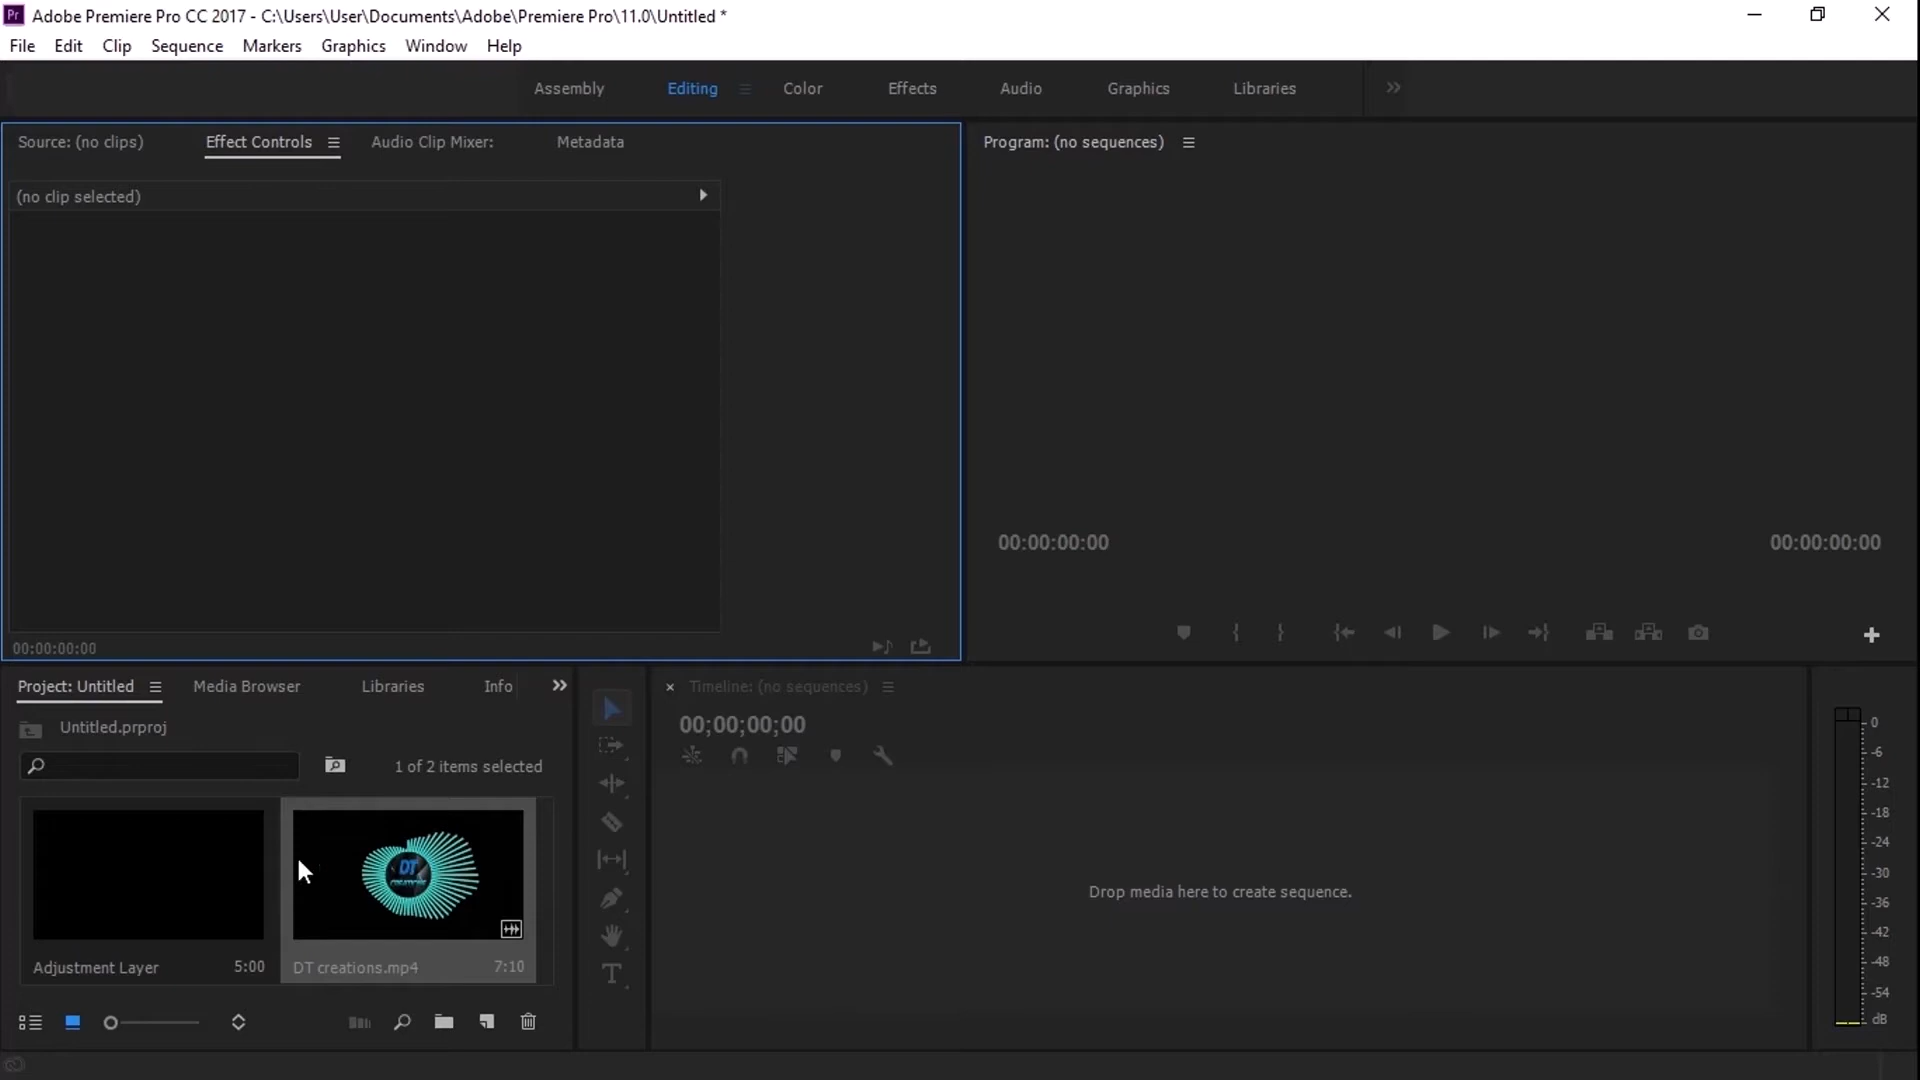 Pr Adobe Premiere Pro CC 2017 - C:\Users\User\Documents\Adobe\Premiere Pro\11.0\Untitled *
File Edit Clip Sequence Markers Graphics Window Help
Assembly Editing Color Effects Audio Graphics Libraries
Source: (no clips) Effect Controls Audio Clip Mixer: Metadata
Program: (no sequences)
(no clip selected)
00:00:00:00 00:00:00:00
00:00:00:00
Project: Untitled Media Browser Libraries Info
Timeline: (no sequences)
Untitled.prproj
00;00;00;00
1 of 2 items selected
DT
CREATIONS
Adjustment Layer 5:00
DT creations.mp4 7:10
Drop media here to create sequence.
0
-6
-12
-18
-24
-30
-36
-42
-48
-54
dB